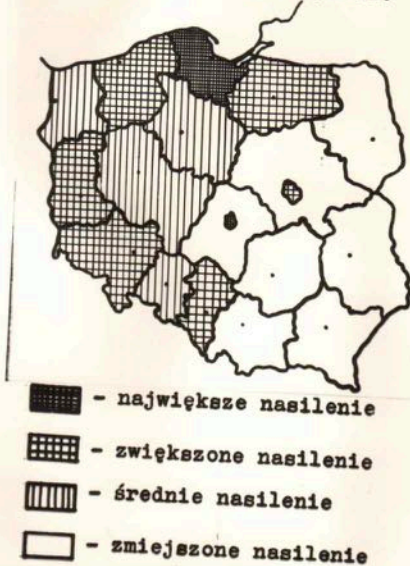 - największe nasilenie
- zwiększone nasilenie
- średnie nasilenie
- zmiejszone nasilenie